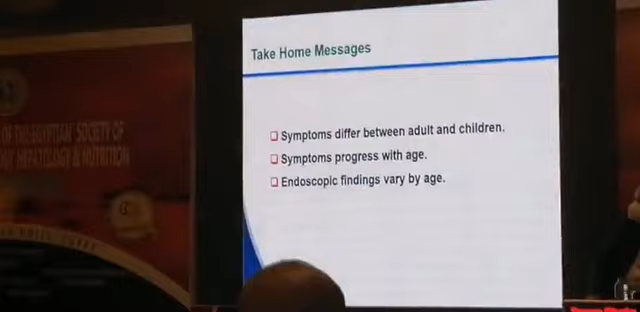 Take Home Messages
Symptoms differ between adult and children.
Symptoms progress with age.
Endoscopic findings vary by age.
OF THE EGYPTIAN SOCIETY OF
HEPATOLOGY & NUTRITION